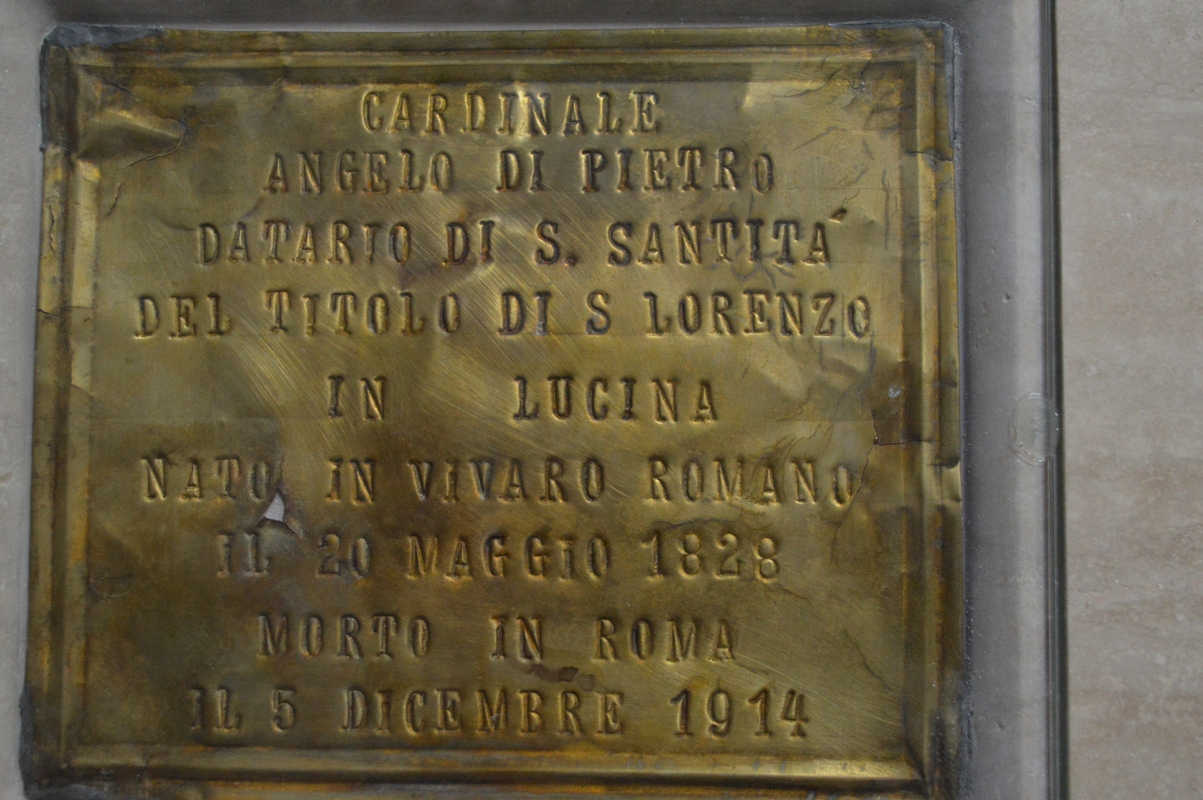 CARDINALE
ANGELO DI PIETRO
DATARIO DI S. SANTITÁ
DEL TITOLO DI S LORENZO
IN LUCINA
NATO IN VIVARO ROMANO
IL 20 MAGGIO 1828
MORTO IN ROMA
IL 5 DICEMBRE 1914